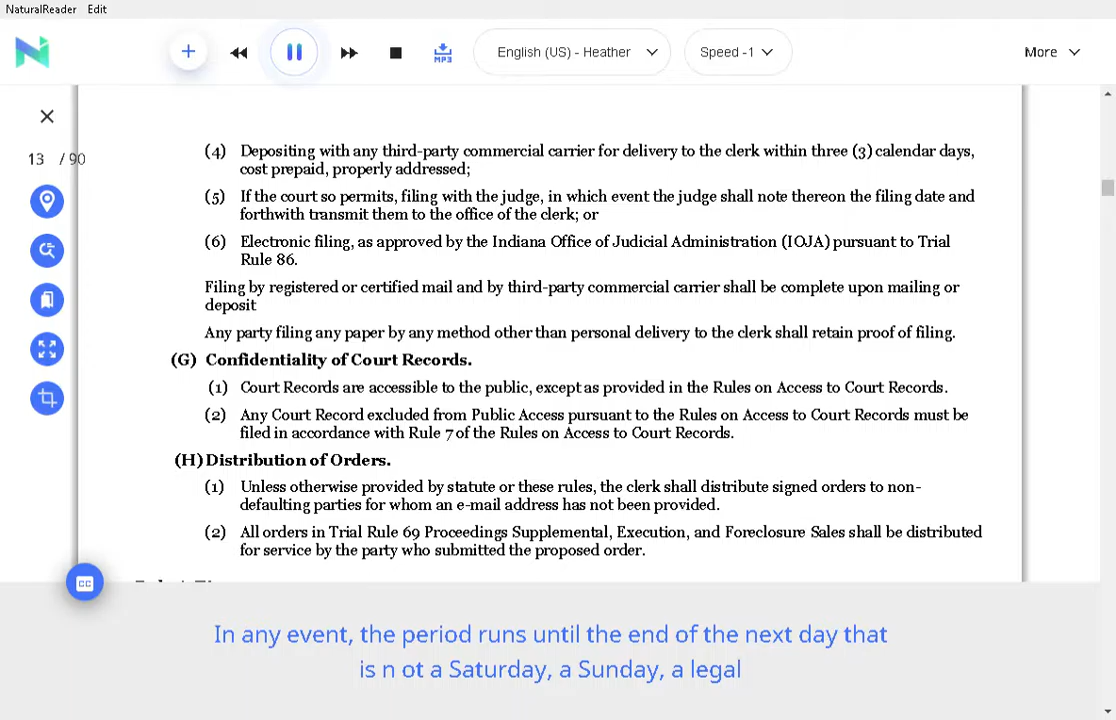 NaturalReader Edit
MP3
English (US) - Heather
Speed -1
More
13 / 90
(4) Depositing with any third-party commercial carrier for delivery to the clerk within three (3) calendar days,
cost prepaid, properly addressed;
(5) If the court so permits, filing with the judge, in which event the judge shall note thereon the filing date and
forthwith transmit them to the office of the clerk; or
(6) Electronic filing, as approved by the Indiana Office of Judicial Administration (IOJA) pursuant to Trial
Rule 86.
Filing by registered or certified mail and by third-party commercial carrier shall be complete upon mailing or
deposit
Any party filing any paper by any method other than personal delivery to the clerk shall retain proof of filing.
(G) Confidentiality of Court Records.
(1) Court Records are accessible to the public, except as provided in the Rules on Access to Court Records.
(2) Any Court Record excluded from Public Access pursuant to the Rules on Access to Court Records must be
filed in accordance with Rule 7 of the Rules on Access to Court Records.
(H) Distribution of Orders.
(1) Unless otherwise provided by statute or these rules, the clerk shall distribute signed orders to non-
defaulting parties for whom an e-mail address has not been provided.
(2) All orders in Trial Rule 69 Proceedings Supplemental, Execution, and Foreclosure Sales shall be distributed
for service by the party who submitted the proposed order.
CC
In any event, the period runs until the end of the next day that
is n ot a Saturday, a Sunday, a legal